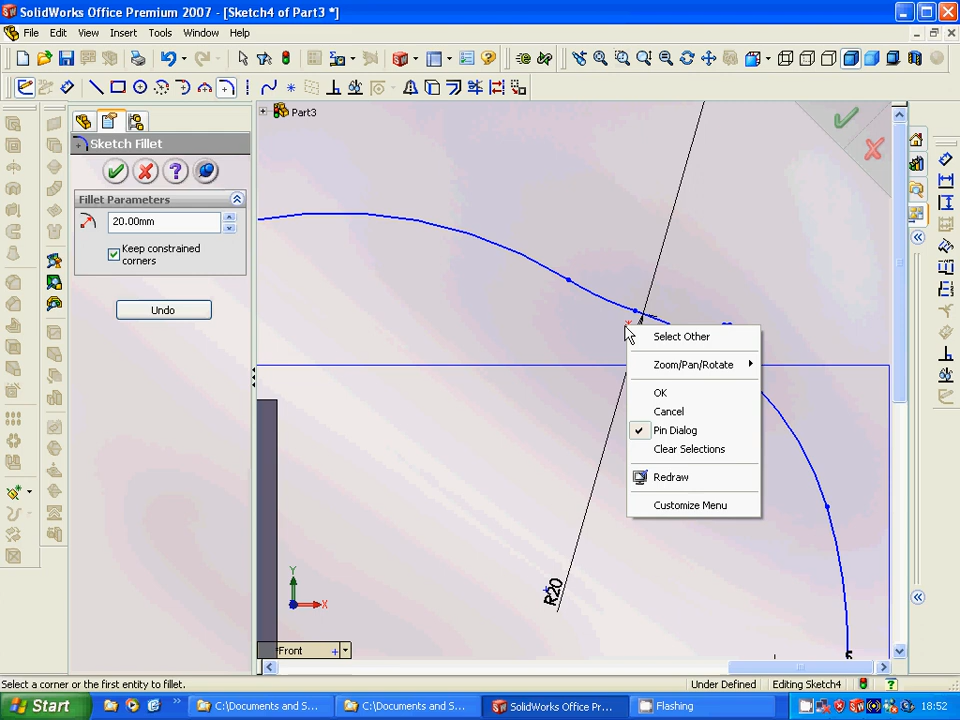 SolidWorks Office Premium 2007 - [Sketch4 of Part3 *]
File Edit View Insert Tools Window Help
Part3
Sketch Fillet
Fillet Parameters
20.00mm
Keep constrained
corners
Undo
Select Other
Zoom/Pan/Rotate
OK
Cancel
Pin Dialog
Clear Selections
Redraw
Customize Menu
R20
Y
X
*Front
Select a corner or the first entity to fillet.
Under Defined
Editing Sketch4
Start
C:\Documents and S...
C:\Documents and S...
SolidWorks Office Pr...
Flashing
18:52